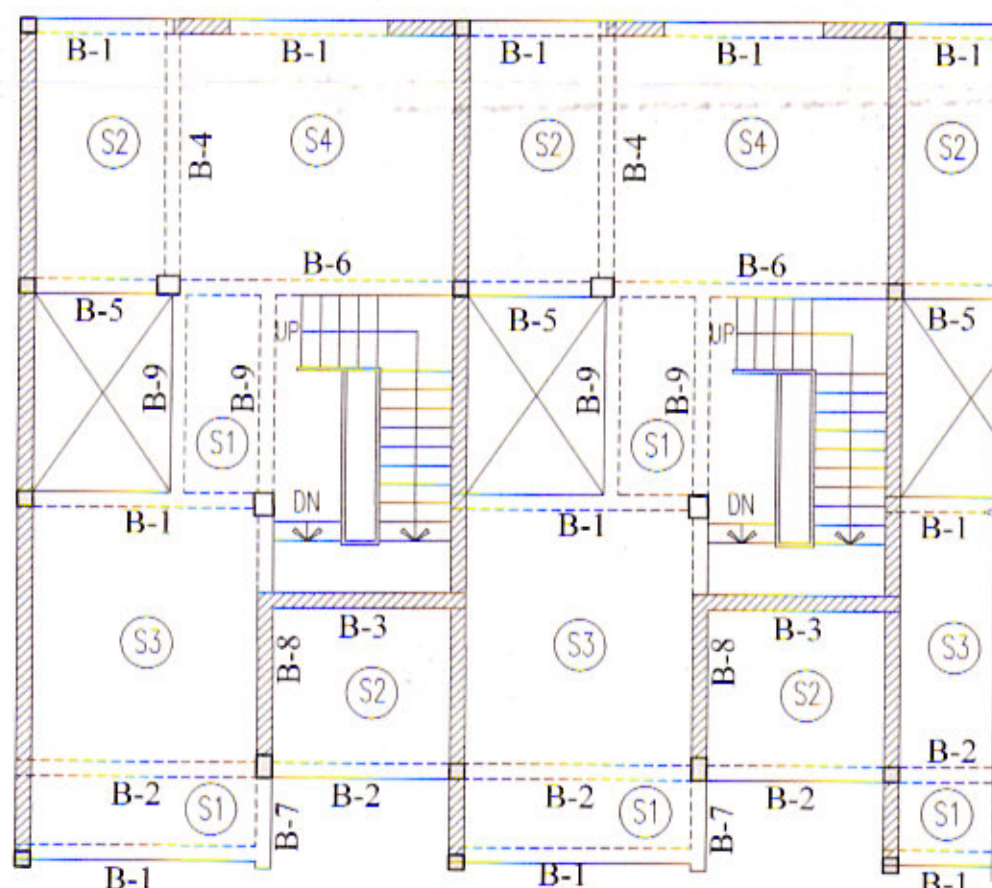 B-1 B-1 B-1 B-1 B-1
S2 B-4 S4 S2 B-4 S4 S2
B-6 B-6
B-5 B-5 B-5
UP UP
B-9 B-9 B-9 B-9
S1 S1
DN DN
B-1 B-1 B-1
S3 B-8 B-3 S3 B-8 B-3 S3
S2 S2
B-2 B-2 B-2 B-2 B-2
S1 B-7 S1 B-7 S1
B-1 B-1 B-1